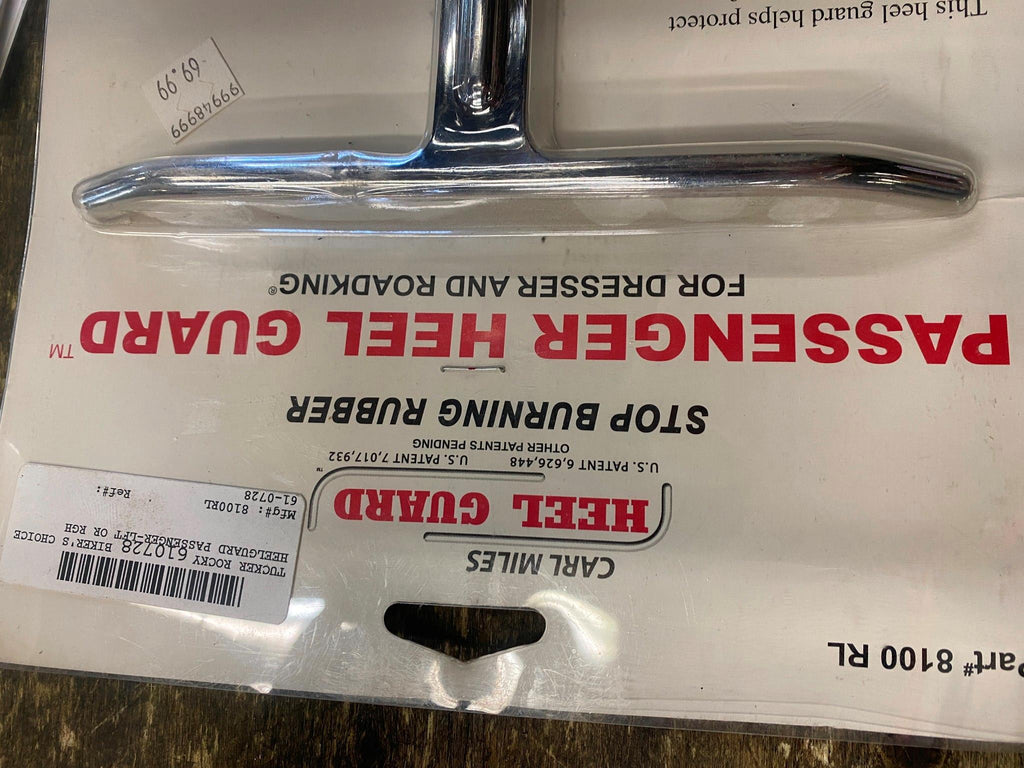 Part# 8100 RL
CARL MILES
HEEL GUARD™
U.S. PATENT 6,626,448 U.S. PATENT 7,017,932
OTHER PATENTS PENDING
STOP BURNING RUBBER
PASSENGER HEEL GUARD™
FOR DRESSER AND ROADKING®
This heel guard helps protect
TUCKER ROCKY 610728 BIKER'S CHOICE
HEELGUARD PASSENGER-LFT OR RGH
Mfg#: 8100RL Ref#:
61-0728
99948999
69.99